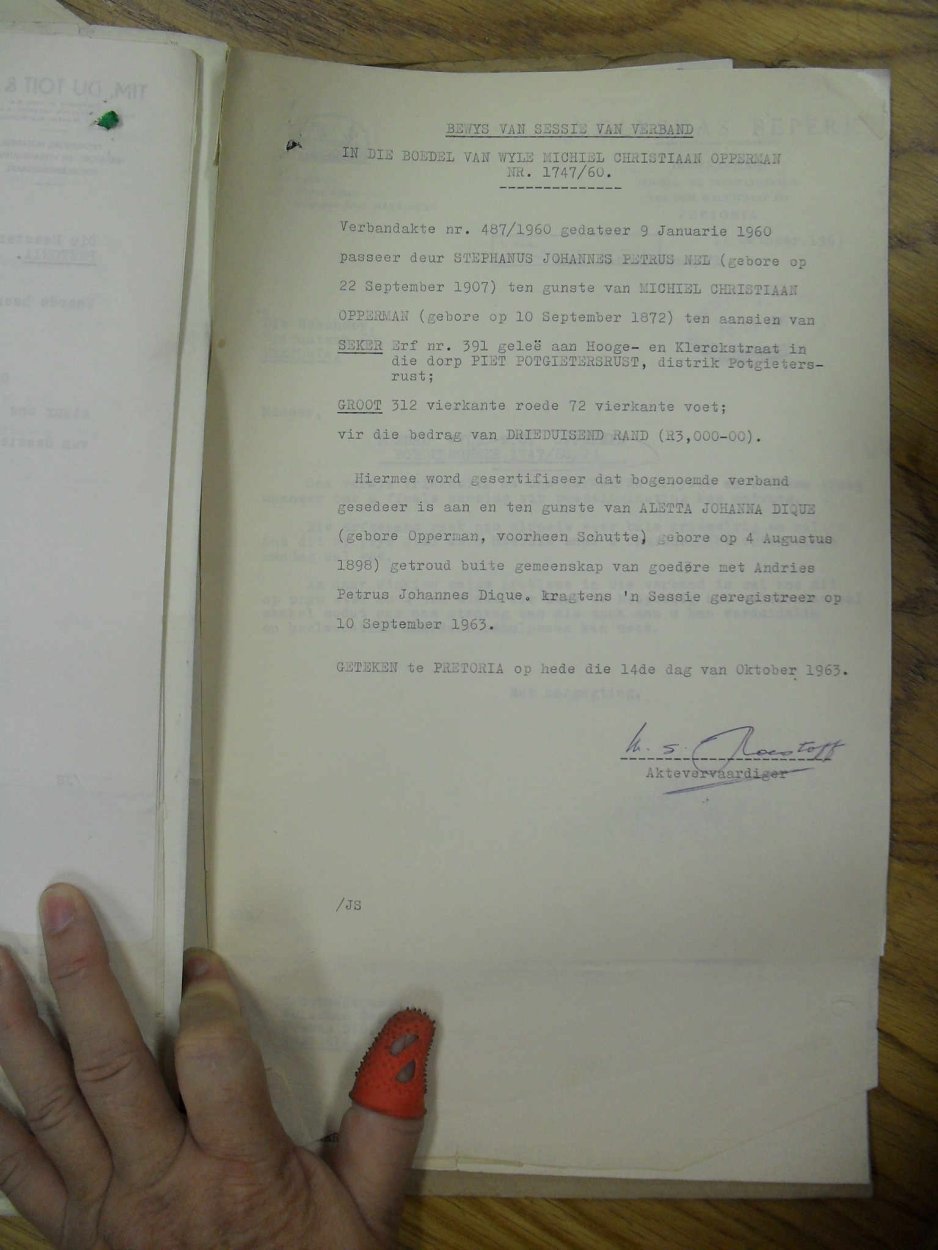 TIM, DU TOIT &
BEWYS VAN SESSIE VAN VERBAND
IN DIE BOEDEL VAN WYLE MICHIEL CHRISTIAAN OPPERMAN
NR. 1747/60.
Verbandakte nr. 487/1960 gedateer 9 Januarie 1960
passeer deur STEPHANUS JOHANNES PETRUS NEL (gebore op
22 September 1907) ten gunste van MICHIEL CHRISTIAAN
OPPERMAN (gebore op 10 September 1872) ten aansien van
SEKER Erf nr. 391 geleë aan Hooge- en Klerckstraat in
die dorp PIET POTGIETERSRUST, distrik Potgieters-
rust;
GROOT 312 vierkante roede 72 vierkante voet;
vir die bedrag van DRIEDUISEND RAND (R3,000-00).
Hiermee word gesertifiseer dat bogenoemde verband
gesedeer is aan en ten gunste van ALETTA JOHANNA DIQUE
(gebore Opperman, voorheen Schutte) gebore op 4 Augustus
1898) getroud buite gemeenskap van goedere met Andries
Petrus Johannes Dique. kragtens 'n Sessie geregistreer op
10 September 1963.
GETEKEN te PRETORIA op hede die 14de dag van Oktober 1963.
Aktevervaardiger
/JS